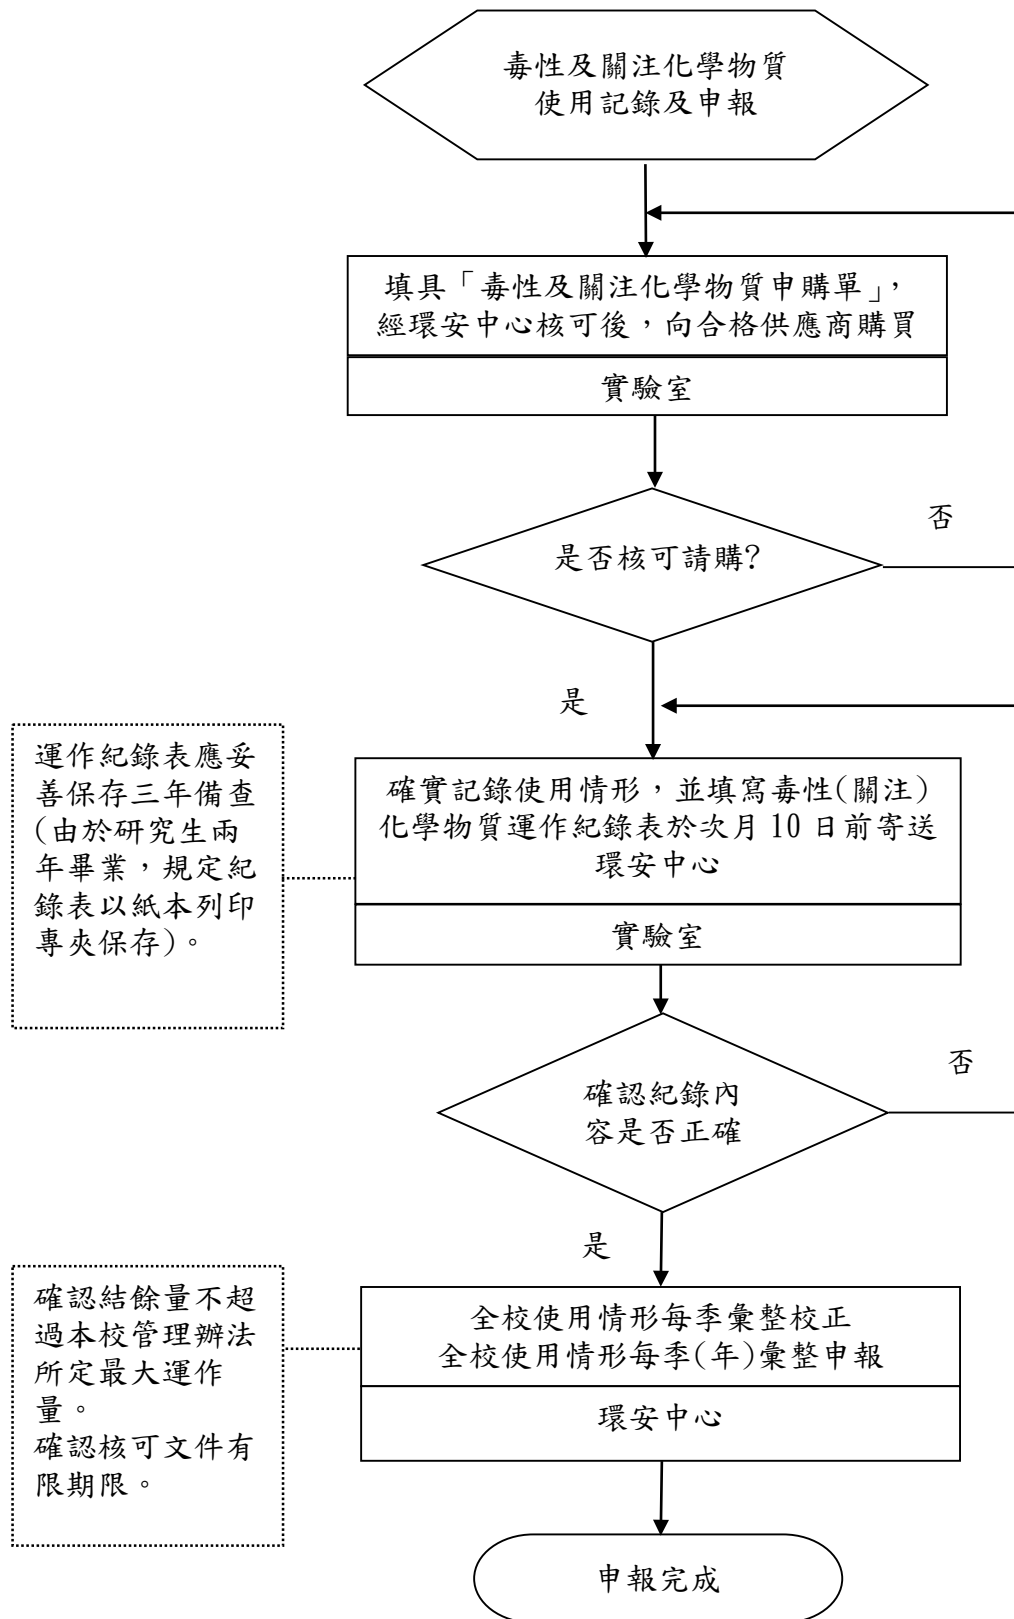 毒性及關注化學物質
使用記錄及申報
填具「毒性及關注化學物質申購單」,
經環安中心核可後，向合格供應商購買
實驗室
是否核可請購?
否
是
運作紀錄表應妥
善保存三年備查
(由於研究生兩
年畢業，規定紀
錄表以紙本列印
專夾保存)。
確實記錄使用情形，並填寫毒性(關注)
化學物質運作紀錄表於次月 10 日前寄送
環安中心
實驗室
確認紀錄內
容是否正確
否
是
確認結餘量不超
過本校管理辦法
所定最大運作
量。
確認核可文件有
限期限。
全校使用情形每季彙整校正
全校使用情形每季(年)彙整申報
環安中心
申報完成